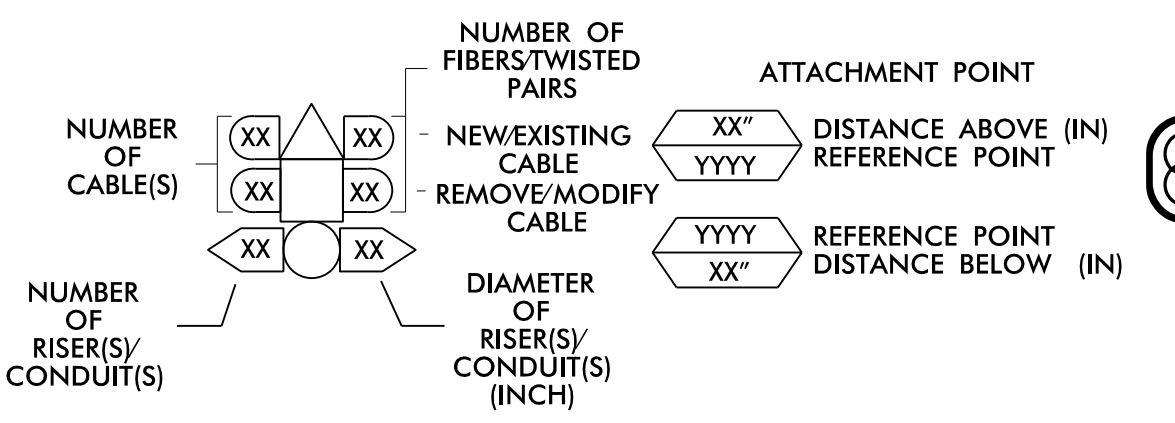 NUMBER OF
FIBERS/TWISTED
PAIRS
NUMBER
OF
CABLE(S)
XX
XX
XX
XX
NEW/EXISTING
CABLE
REMOVE/MODIFY
CABLE
XX
XX
NUMBER
OF
RISER(S)/
CONDUIT(S)
DIAMETER
OF
RISER(S)/
CONDUIT(S)
(INCH)
ATTACHMENT POINT
XX"
YYYY
DISTANCE ABOVE (IN)
REFERENCE POINT
YYYY
XX"
REFERENCE POINT
DISTANCE BELOW (IN)